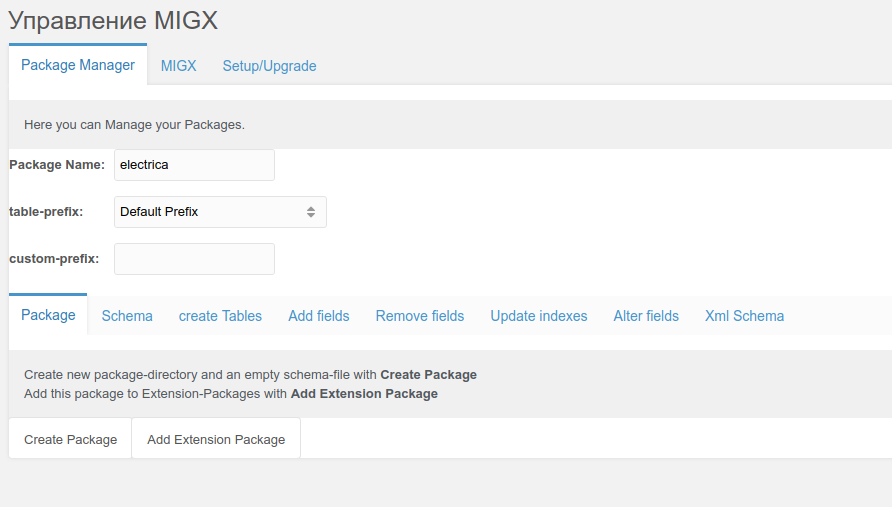 Управление MIGX
Package Manager MIGX Setup/Upgrade
Here you can Manage your Packages.
Package Name: electrica
table-prefix: Default Prefix
custom-prefix:
Package Schema create Tables Add fields Remove fields Update indexes Alter fields Xml Schema
Create new package-directory and an empty schema-file with Create Package
Add this package to Extension-Packages with Add Extension Package
Create Package Add Extension Package